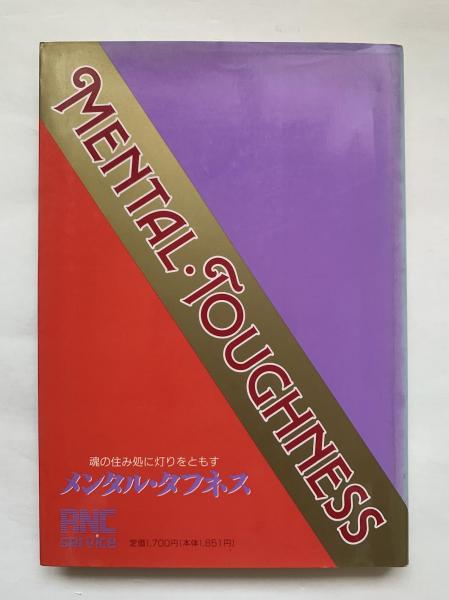 MENTAL・TOUGHNESS
魂の住み処に灯りをともす
メンタル・タフネス
RNC
service
定価1,700円(本体1,651円)